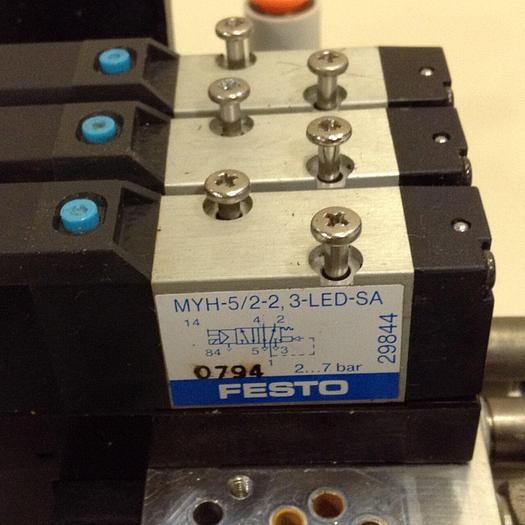 MYH-5/2-2,3-LED-SA
14 4 2
84 5 3
1
29844
0794 2...7 bar
FESTO